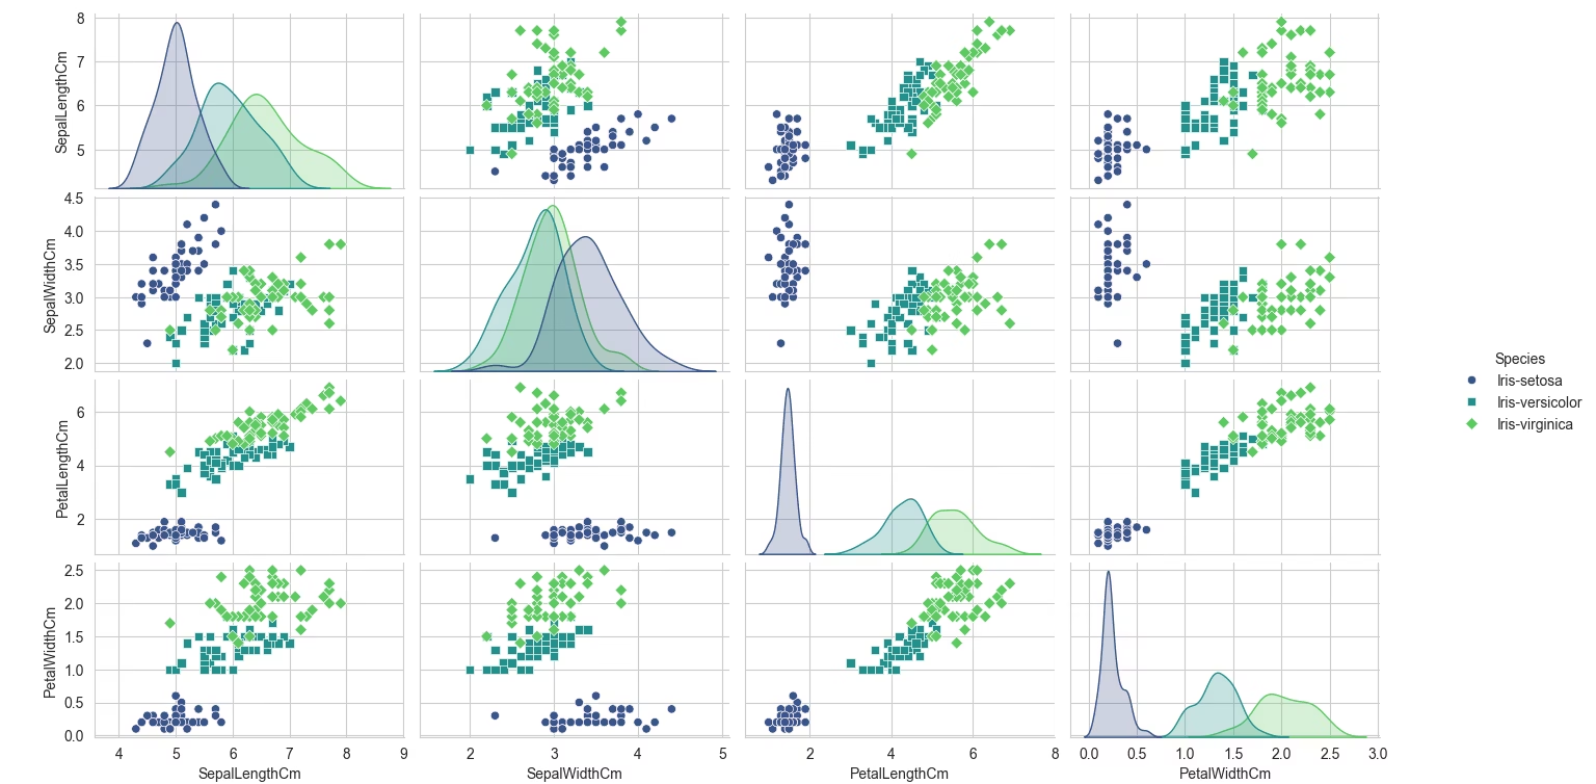 8
7
6
5
SepalLengthCm
4.5
4.0
3.5
3.0
2.5
2.0
SepalWidthCm
6
4
2
PetalLengthCm
2.5
2.0
1.5
1.0
0.5
0.0
PetalWidthCm
4 5 6 7 8 9
SepalLengthCm
2 3 4 5
SepalWidthCm
2 4 6 8
PetalLengthCm
0.0 0.5 1.0 1.5 2.0 2.5 3.0
PetalWidthCm
Species
Iris-setosa
Iris-versicolor
Iris-virginica